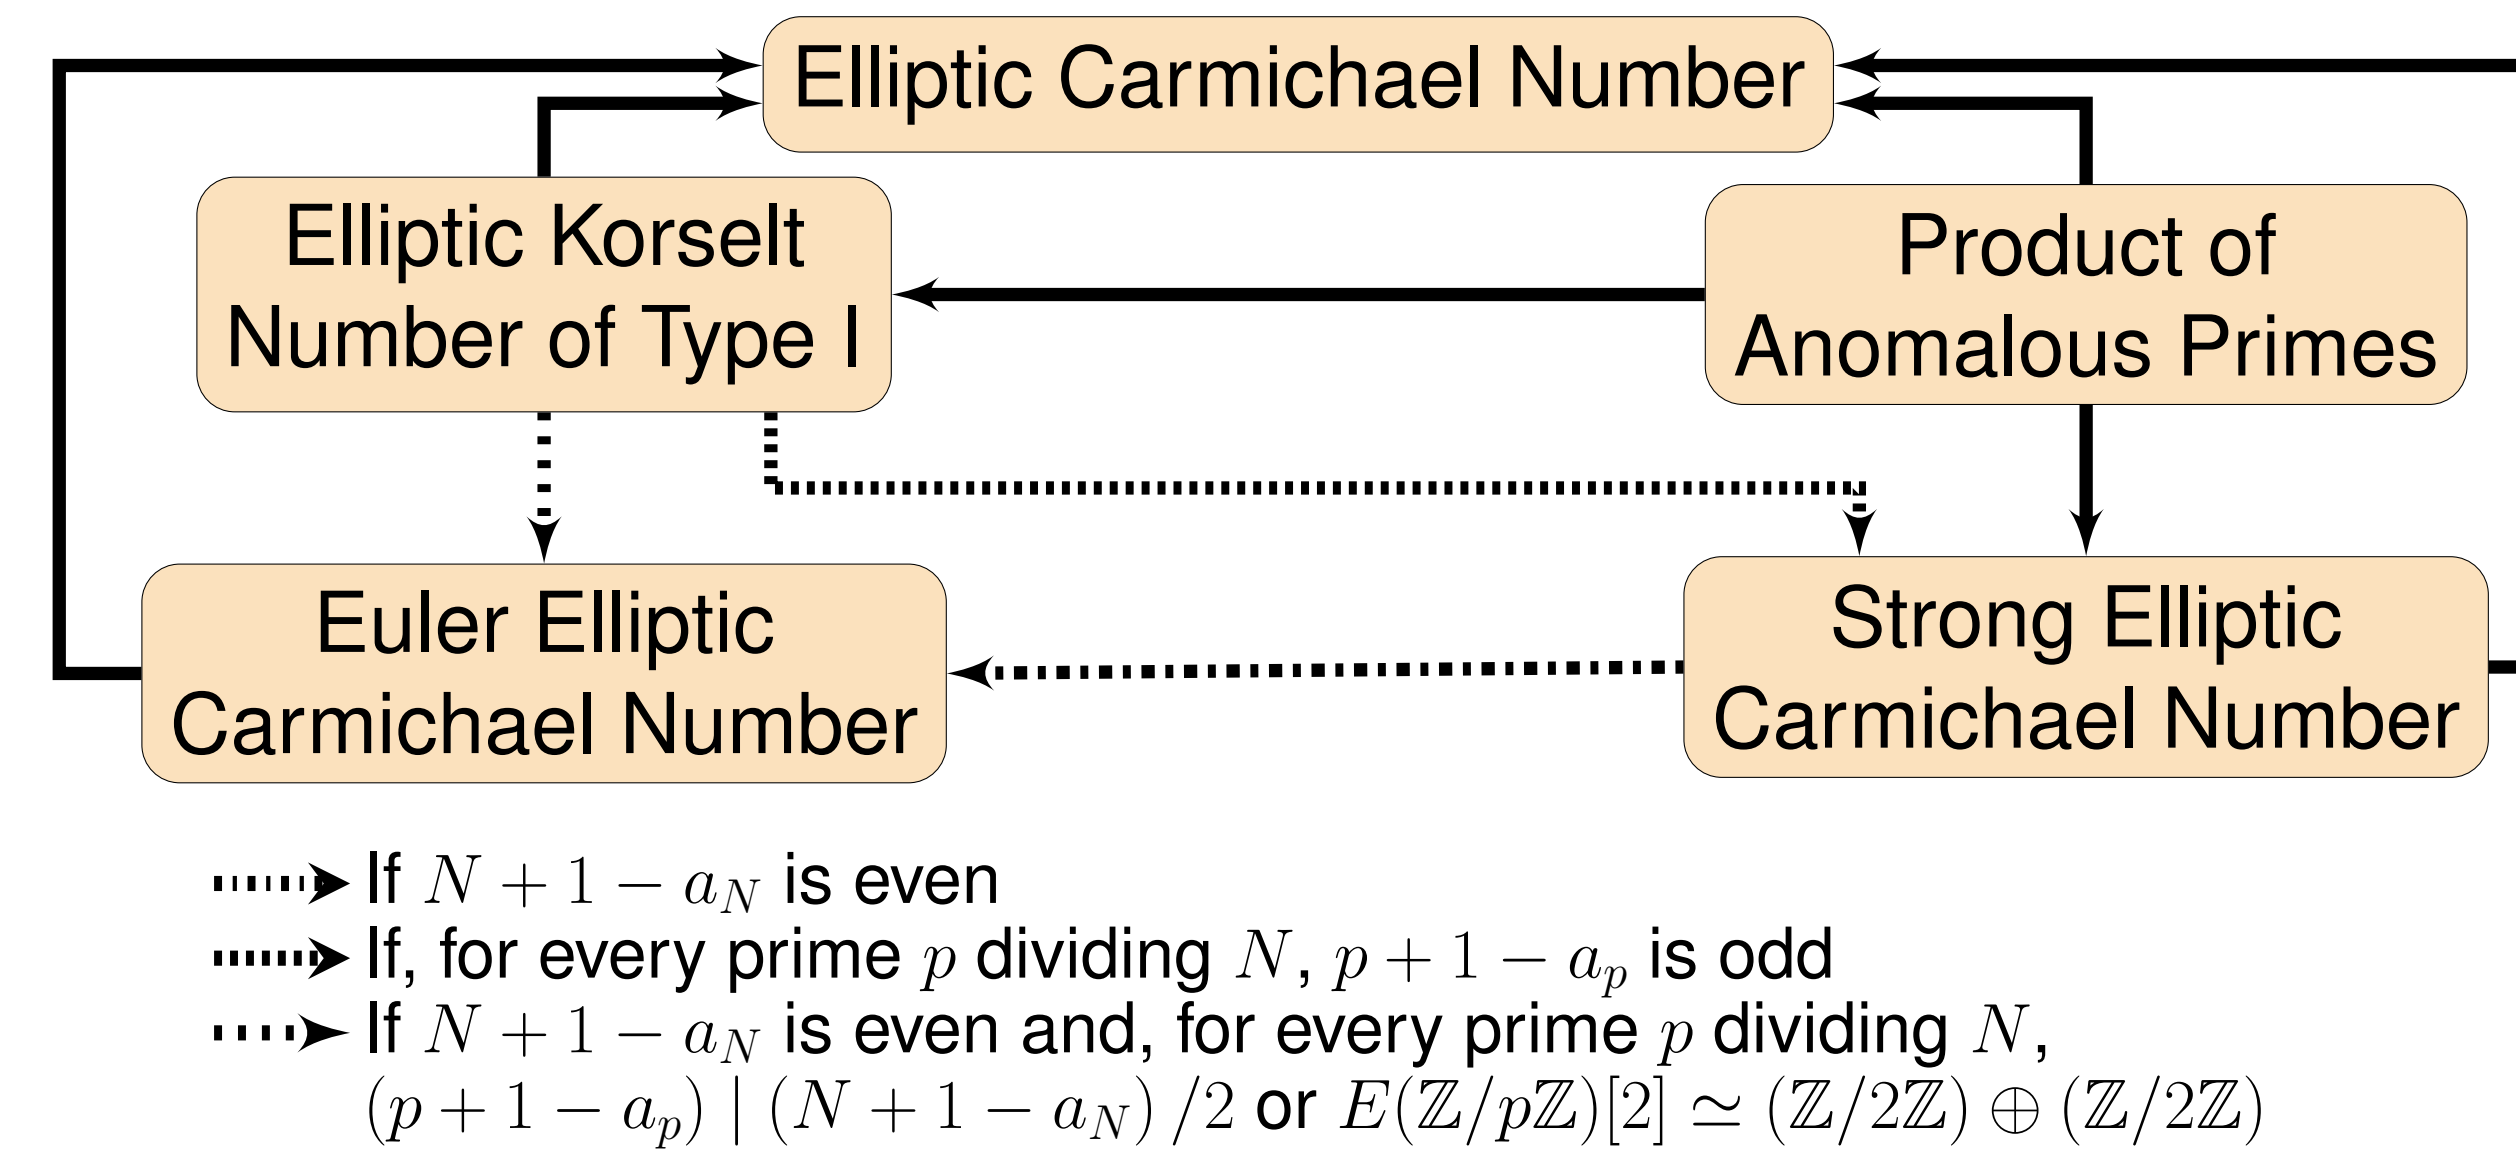 Elliptic Carmichael Number
Elliptic Korselt
Number of Type I
Product of
Anomalous Primes
Euler Elliptic
Carmichael Number
Strong Elliptic
Carmichael Number
If N + 1 − a_N is even
If, for every prime p dividing N, p + 1 − a_p is odd
If N + 1 − a_N is even and, for every prime p dividing N,
(p + 1 − a_p) | (N + 1 − a_N) /2 or E(ℤ/pℤ)[2] ≃ (ℤ/2ℤ) ⊕ (ℤ/2ℤ)